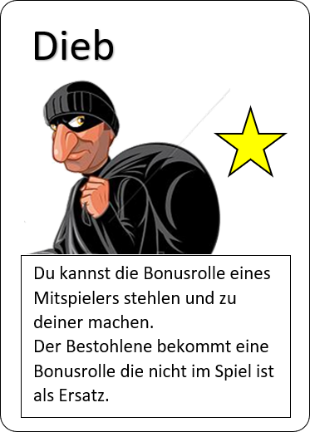 Dieb
Du kannst die Bonusrolle eines
Mitspielers stehlen und zu
deiner machen.
Der Bestohlene bekommt eine
Bonusrolle die nicht im Spiel ist
als Ersatz.